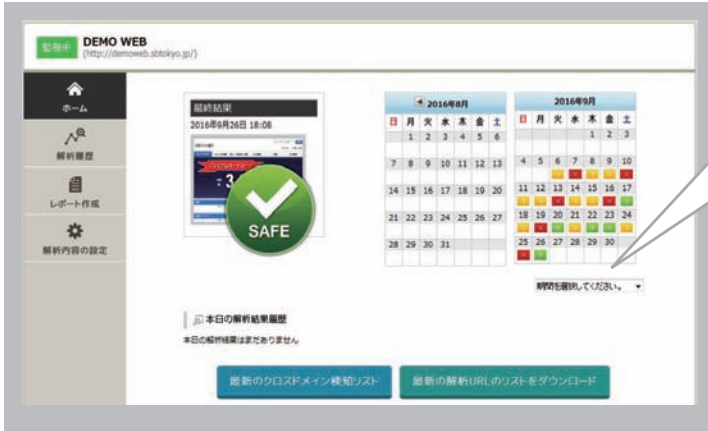 監視中
DEMO WEB
(http://demoweb.sbtokyo.jp/)
ホーム
解析履歴
レポート作成
解析内容の設定
最終結果
2016年9月26日 18:08
SAFE
2016年8月
日 月 火 水 木 金 土
1 2 3 4 5 6
7 8 9 10 11 12 13
14 15 16 17 18 19 20
21 22 23 24 25 26 27
28 29 30 31
2016年9月
日 月 火 水 木 金 土
1 2 3
4 5 6 7 8 9 10
11 12 13 14 15 16 17
18 19 20 21 22 23 24
25 26 27 28 29 30
期間を選択してください。
本日の解析結果履歴
本日の解析結果はまだありません
最新のクロスドメイン検知リスト
最新の解析URLのリストをダウンロード